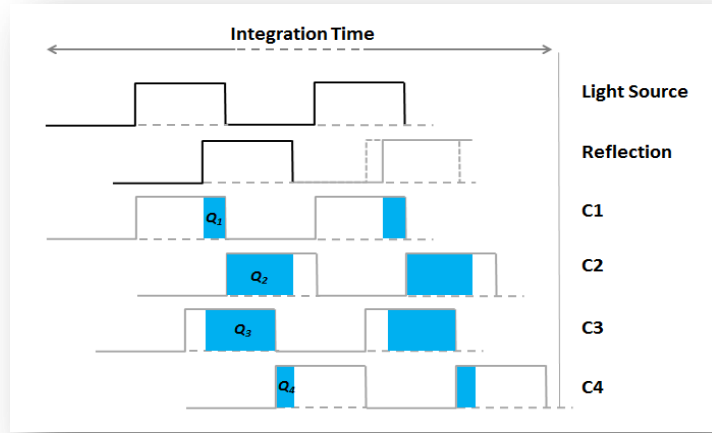 Integration Time
Light Source
Reflection
C1
Q₁
C2
Q₂
C3
Q₃
C4
Q₄